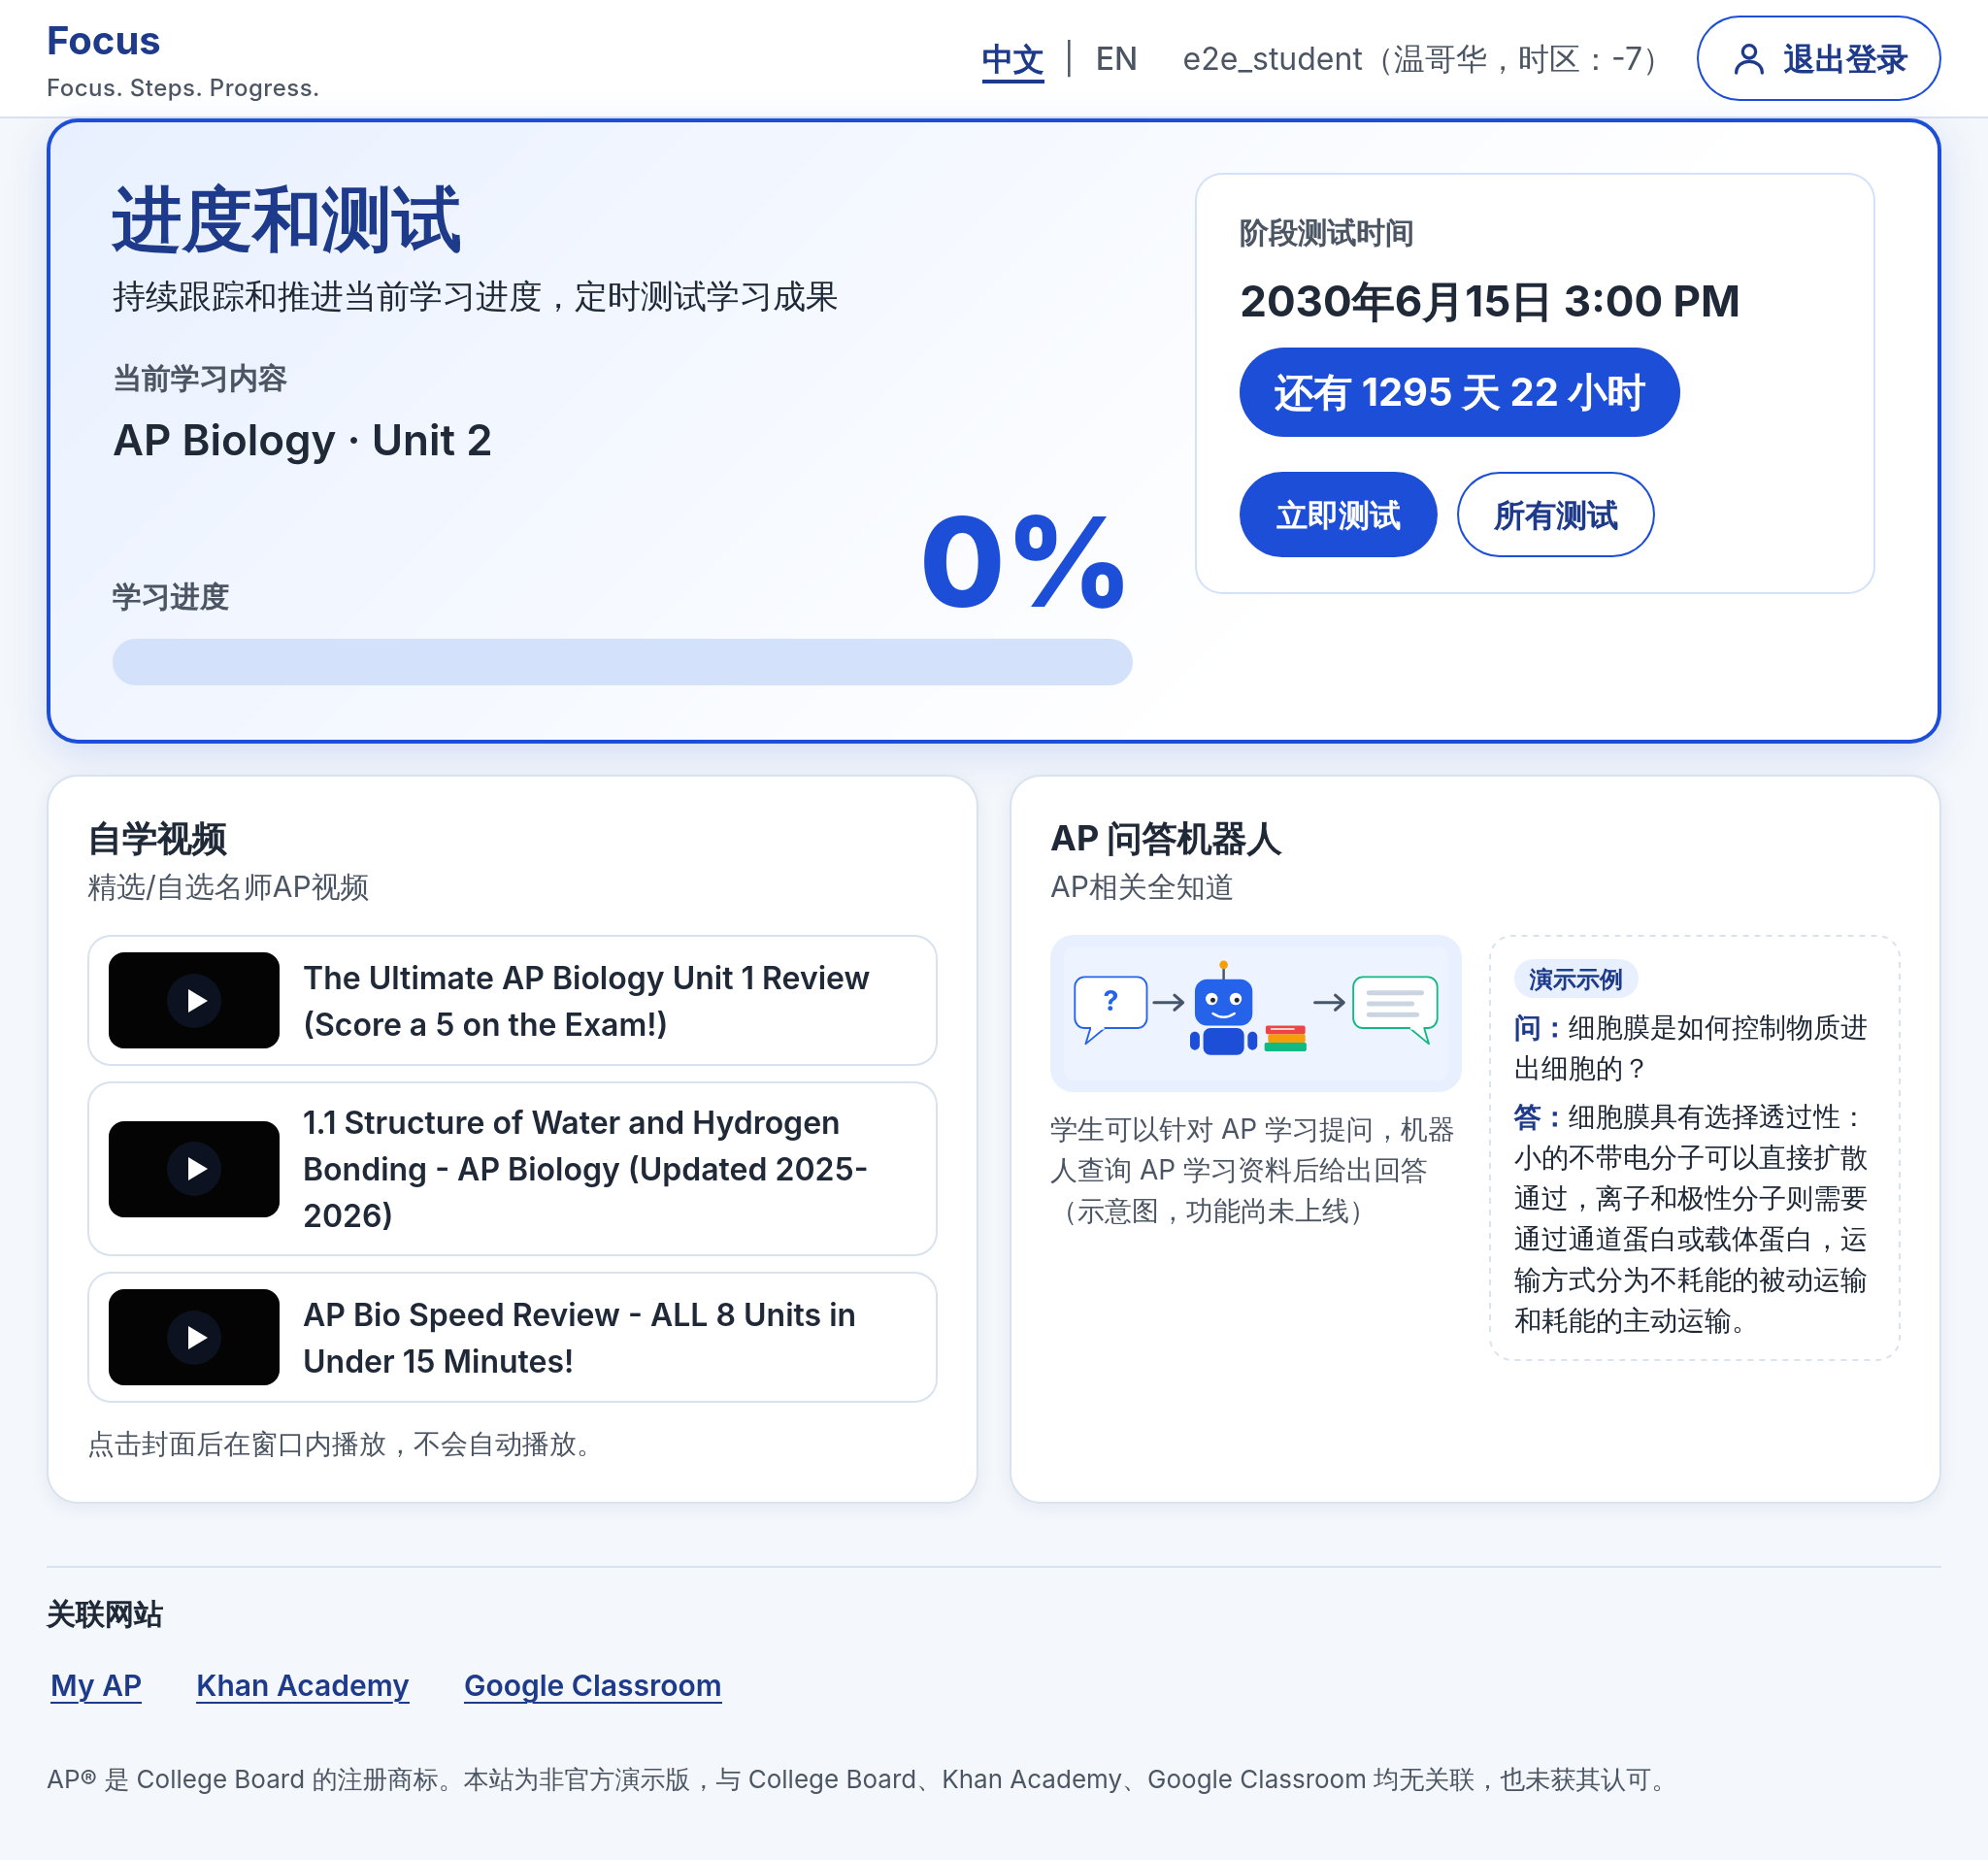 Focus
Focus. Steps. Progress.
中文 | EN e2e_student（温哥华，时区：-7） 退出登录
进度和测试
持续跟踪和推进当前学习进度，定时测试学习成果
当前学习内容
AP Biology · Unit 2
学习进度
0%
阶段测试时间
2030年6月15日 3:00 PM
还有 1295 天 22 小时
立即测试 所有测试
自学视频
精选/自选名师AP视频
The Ultimate AP Biology Unit 1 Review
(Score a 5 on the Exam!)
1.1 Structure of Water and Hydrogen
Bonding - AP Biology (Updated 2025-
2026)
AP Bio Speed Review - ALL 8 Units in
Under 15 Minutes!
点击封面后在窗口内播放，不会自动播放。
AP 问答机器人
AP相关全知道
?
学生可以针对 AP 学习提问，机器
人查询 AP 学习资料后给出回答
（示意图，功能尚未上线）
演示示例
问：细胞膜是如何控制物质进
出细胞的？
答：细胞膜具有选择透过性：
小的不带电分子可以直接扩散
通过，离子和极性分子则需要
通过通道蛋白或载体蛋白，运
输方式分为不耗能的被动运输
和耗能的主动运输。
关联网站
My AP Khan Academy Google Classroom
AP® 是 College Board 的注册商标。本站为非官方演示版，与 College Board、Khan Academy、Google Classroom 均无关联，也未获其认可。